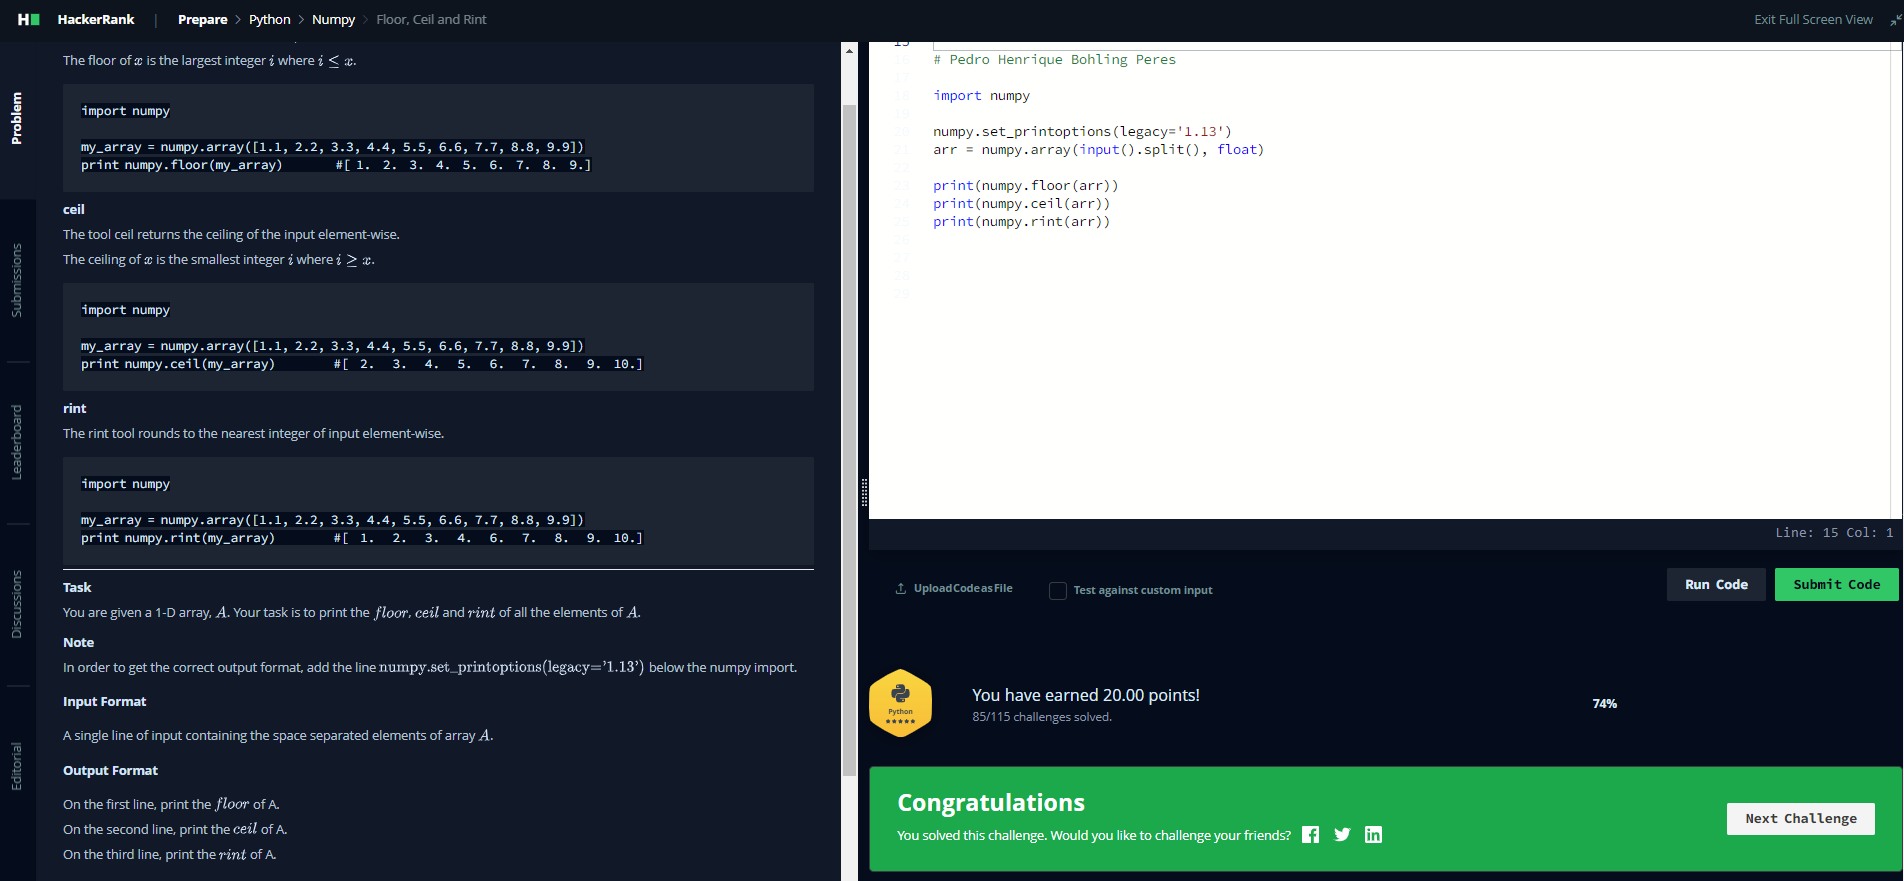 H HackerRank | Prepare > Python > Numpy > Floor, Ceil and Rint Exit Full Screen View
Problem
Submissions
Leaderboard
Discussions
Editorial
The floor of x is the largest integer i where i ≤ x.
import numpy
my_array = numpy.array([1.1, 2.2, 3.3, 4.4, 5.5, 6.6, 7.7, 8.8, 9.9])
print numpy.floor(my_array) #[ 1. 2. 3. 4. 5. 6. 7. 8. 9.]
ceil
The tool ceil returns the ceiling of the input element-wise.
The ceiling of x is the smallest integer i where i ≥ x.
import numpy
my_array = numpy.array([1.1, 2.2, 3.3, 4.4, 5.5, 6.6, 7.7, 8.8, 9.9])
print numpy.ceil(my_array) #[ 2. 3. 4. 5. 6. 7. 8. 9. 10.]
rint
The rint tool rounds to the nearest integer of input element-wise.
import numpy
my_array = numpy.array([1.1, 2.2, 3.3, 4.4, 5.5, 6.6, 7.7, 8.8, 9.9])
print numpy.rint(my_array) #[ 1. 2. 3. 4. 6. 7. 8. 9. 10.]
Task
You are given a 1-D array, A. Your task is to print the floor, ceil and rint of all the elements of A.
Note
In order to get the correct output format, add the line numpy.set_printoptions(legacy='1.13') below the numpy import.
Input Format
A single line of input containing the space separated elements of array A.
Output Format
On the first line, print the floor of A.
On the second line, print the ceil of A.
On the third line, print the rint of A.
15
16 # Pedro Henrique Bohling Peres
17
18 import numpy
19
20 numpy.set_printoptions(legacy='1.13')
21 arr = numpy.array(input().split(), float)
22
23 print(numpy.floor(arr))
24 print(numpy.ceil(arr))
25 print(numpy.rint(arr))
26
27
28
29
Line: 15 Col: 1
Upload Code as File Test against custom input Run Code Submit Code
Python
You have earned 20.00 points!
85/115 challenges solved.
74%
Congratulations
You solved this challenge. Would you like to challenge your friends?
Next Challenge